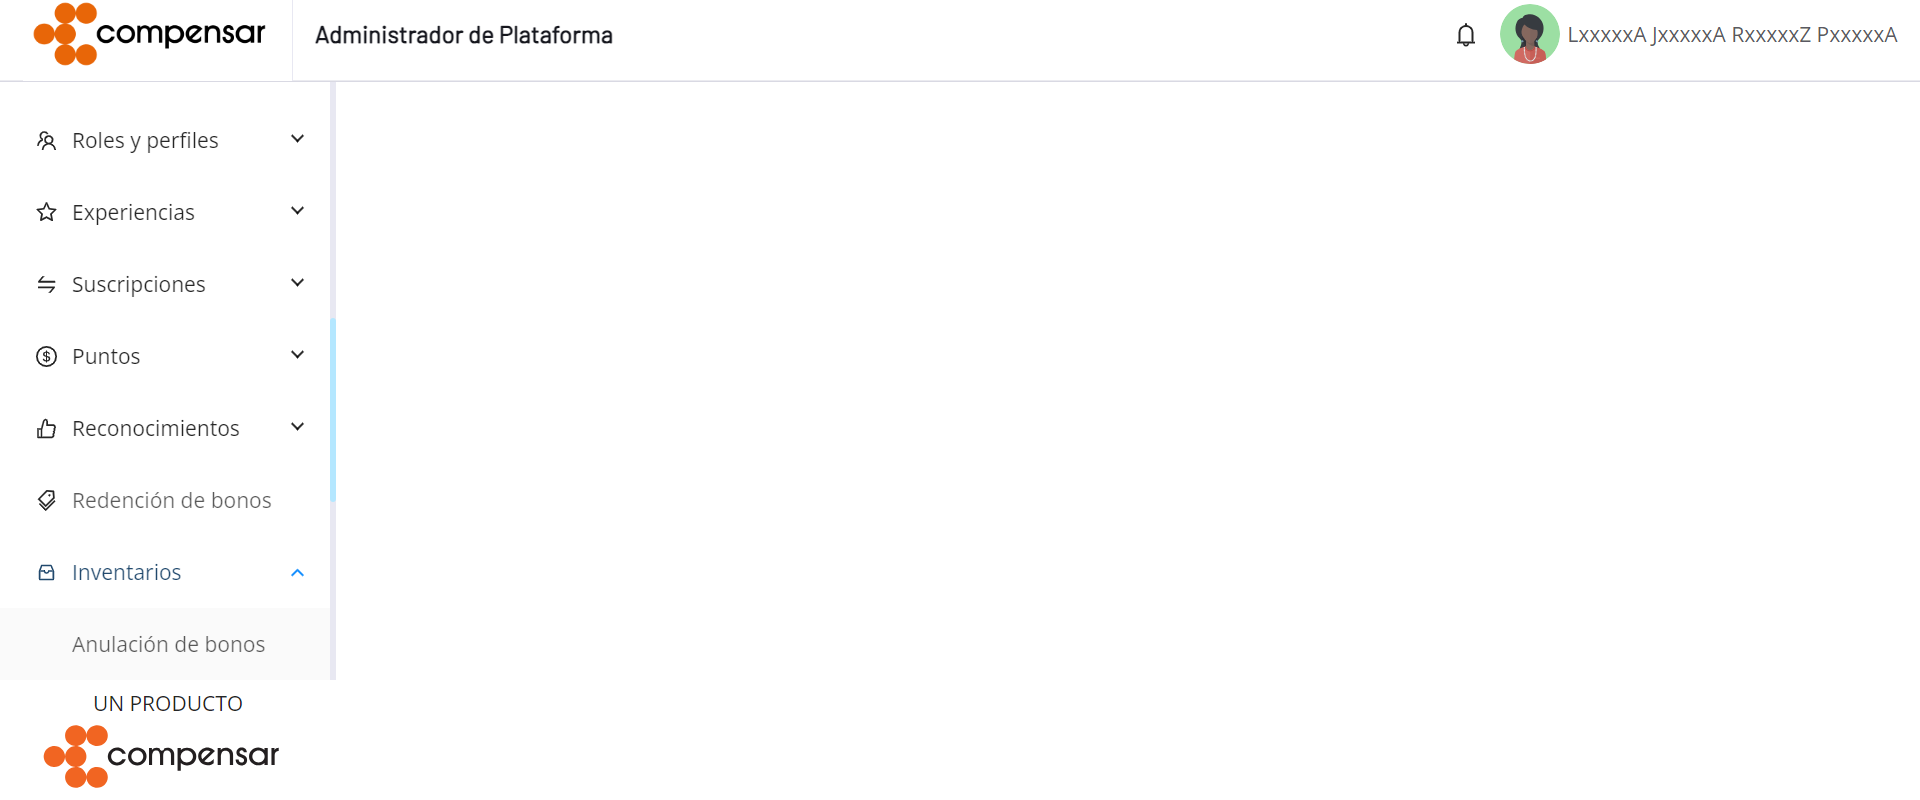 compensar
Administrador de Plataforma
LxxxxxA JxxxxxA RxxxxxZ PxxxxxA
Roles y perfiles
Experiencias
Suscripciones
Puntos
Reconocimientos
Redención de bonos
Inventarios
Anulación de bonos
UN PRODUCTO
compensar